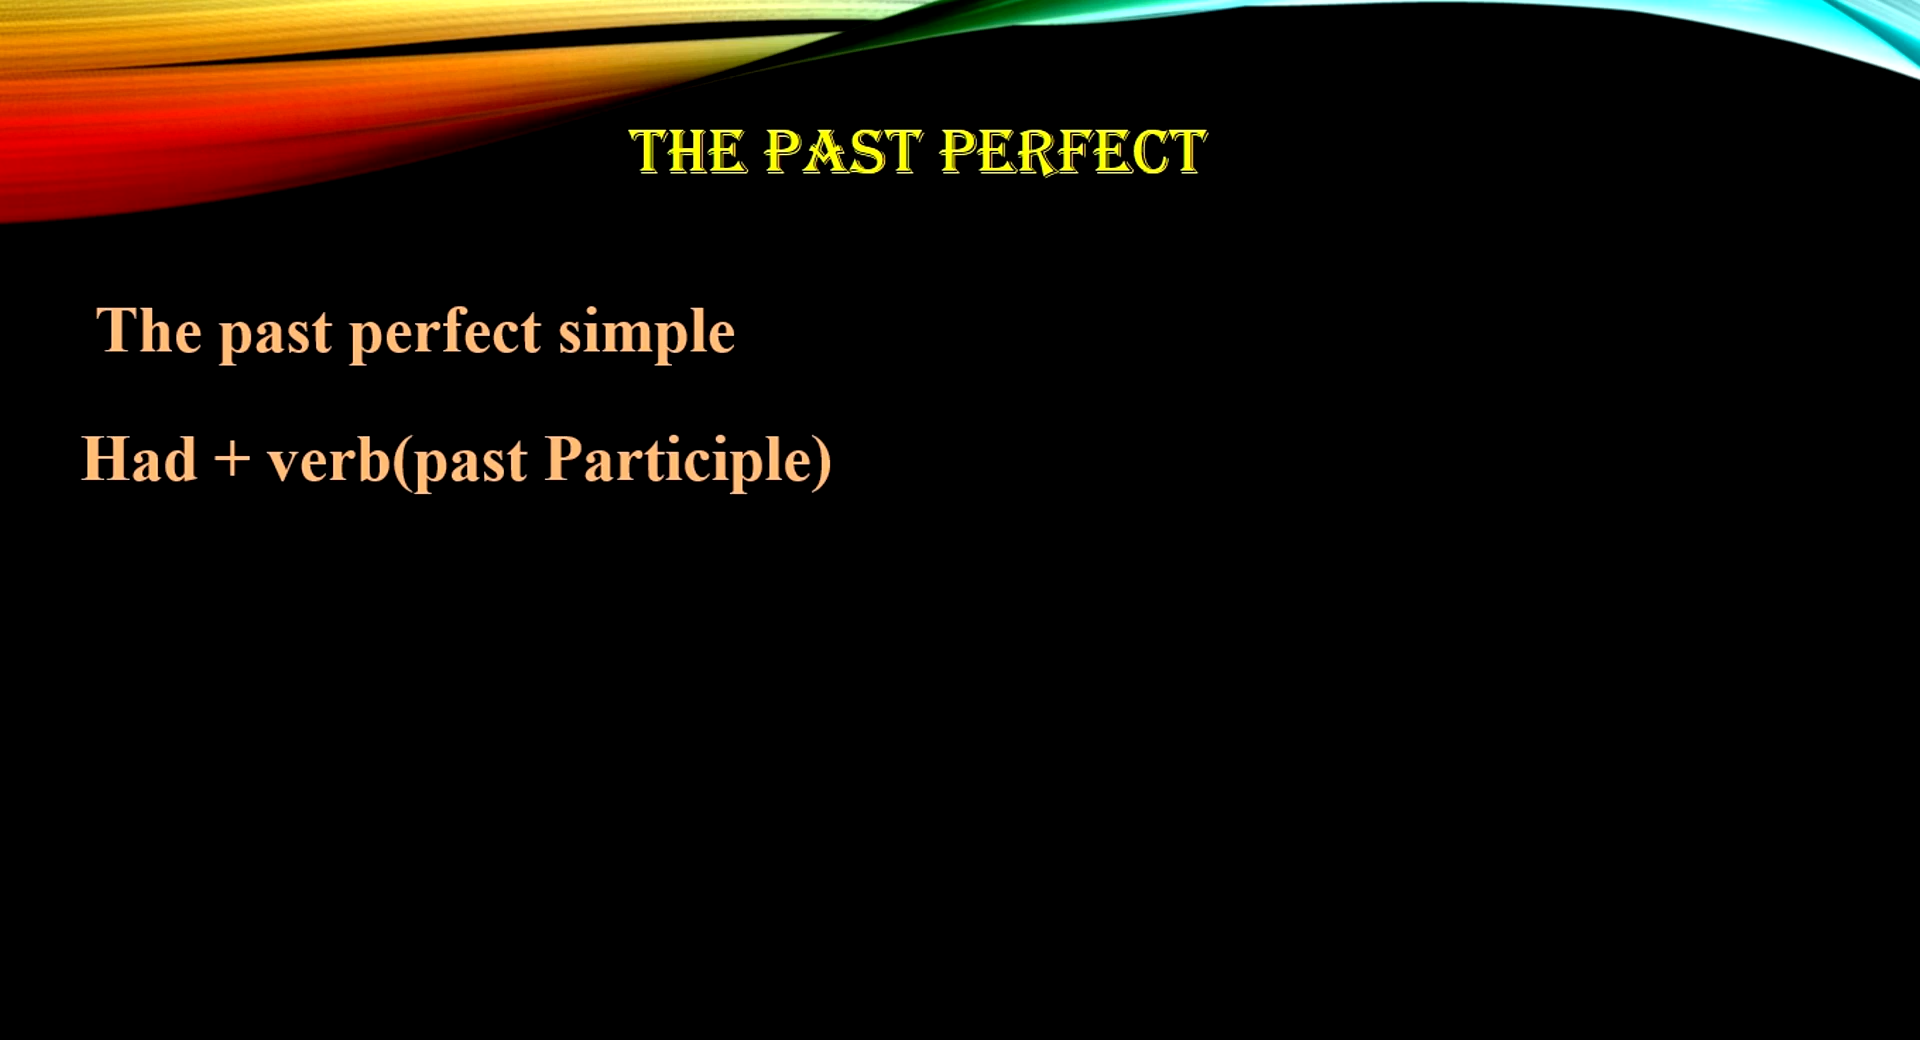 THE PAST PERFECT
The past perfect simple
Had + verb(past Participle)